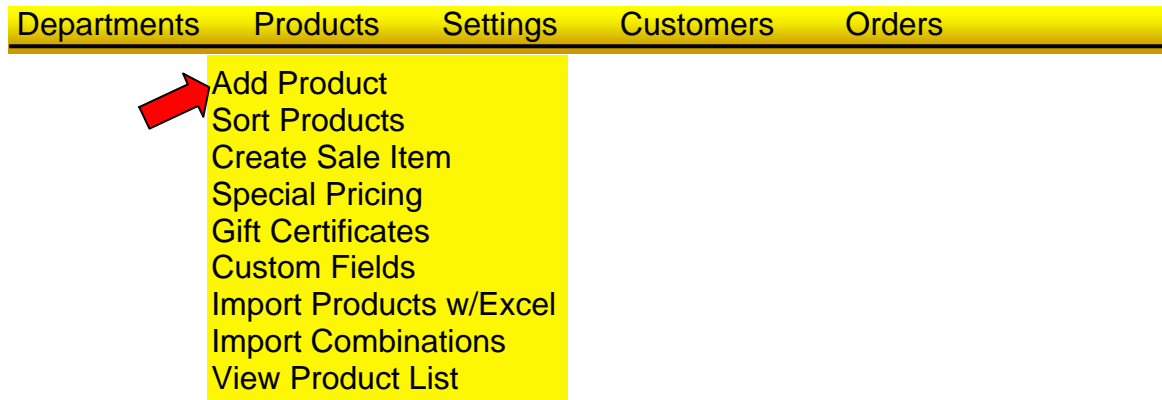 Departments Products Settings Customers Orders
Add Product
Sort Products
Create Sale Item
Special Pricing
Gift Certificates
Custom Fields
Import Products w/Excel
Import Combinations
View Product List